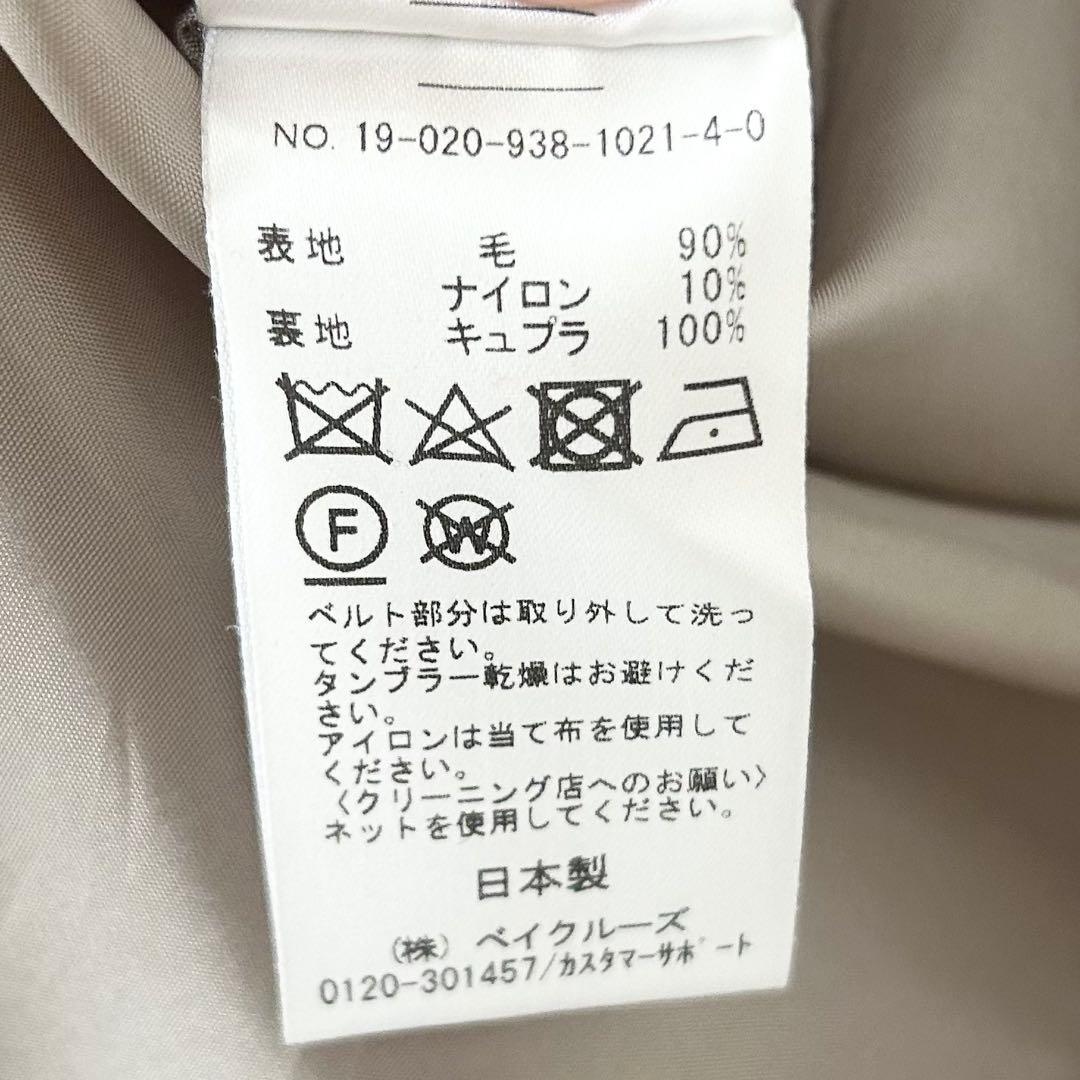 NO. 19-020-938-1021-4-0
表地 毛 90%
ナイロン 10%
裏地 キュプラ 100%
F W
ベルト部分は取り外して洗っ
てください。
タンブラー乾燥はお避けくだ
さい。
アイロンは当て布を使用して
ください。
〈クリーニング店へのお願い〉
ネットを使用してください。
日本製
(株) ベイクルーズ
0120-301457/カスタマーサポート